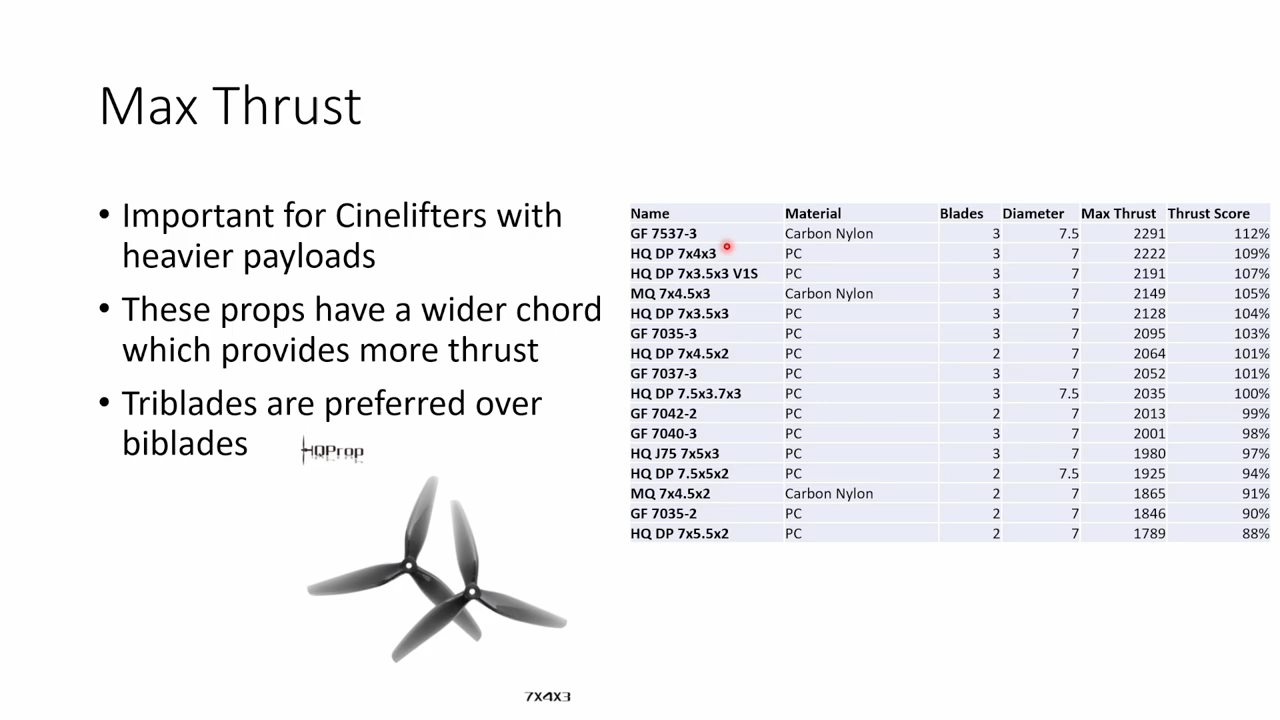 Max Thrust
• Important for Cinelifters with
heavier payloads
• These props have a wider chord
which provides more thrust
• Triblades are preferred over
biblades
HQProp
7X4X3
Name Material Blades Diameter Max Thrust Thrust Score
GF 7537-3 Carbon Nylon 3 7.5 2291 112%
HQ DP 7x4x3 PC 3 7 2222 109%
HQ DP 7x3.5x3 V1S PC 3 7 2191 107%
MQ 7x4.5x3 Carbon Nylon 3 7 2149 105%
HQ DP 7x3.5x3 PC 3 7 2128 104%
GF 7035-3 PC 3 7 2095 103%
HQ DP 7x4.5x2 PC 2 7 2064 101%
GF 7037-3 PC 3 7 2052 101%
HQ DP 7.5x3.7x3 PC 3 7.5 2035 100%
GF 7042-2 PC 2 7 2013 99%
GF 7040-3 PC 3 7 2001 98%
HQ J75 7x5x3 PC 3 7 1980 97%
HQ DP 7.5x5x2 PC 2 7.5 1925 94%
MQ 7x4.5x2 Carbon Nylon 2 7 1865 91%
GF 7035-2 PC 2 7 1846 90%
HQ DP 7x5.5x2 PC 2 7 1789 88%